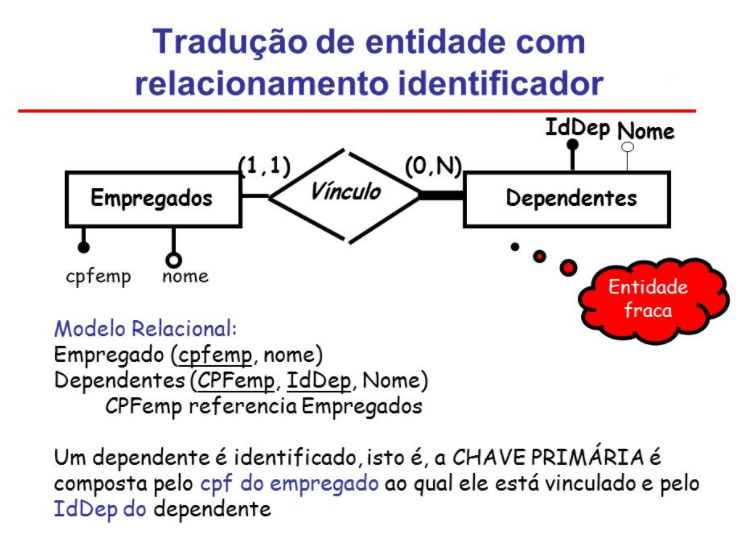 Tradução de entidade com
relacionamento identificador
IdDep Nome
(1,1) (0,N)
Empregados Vínculo Dependentes
cpfemp nome
Entidade
fraca
Modelo Relacional:
Empregado (cpfemp, nome)
Dependentes (CPFemp, IdDep, Nome)
CPFemp referencia Empregados
Um dependente é identificado, isto é, a CHAVE PRIMÁRIA é
composta pelo cpf do empregado ao qual ele está vinculado e pelo
IdDep do dependente